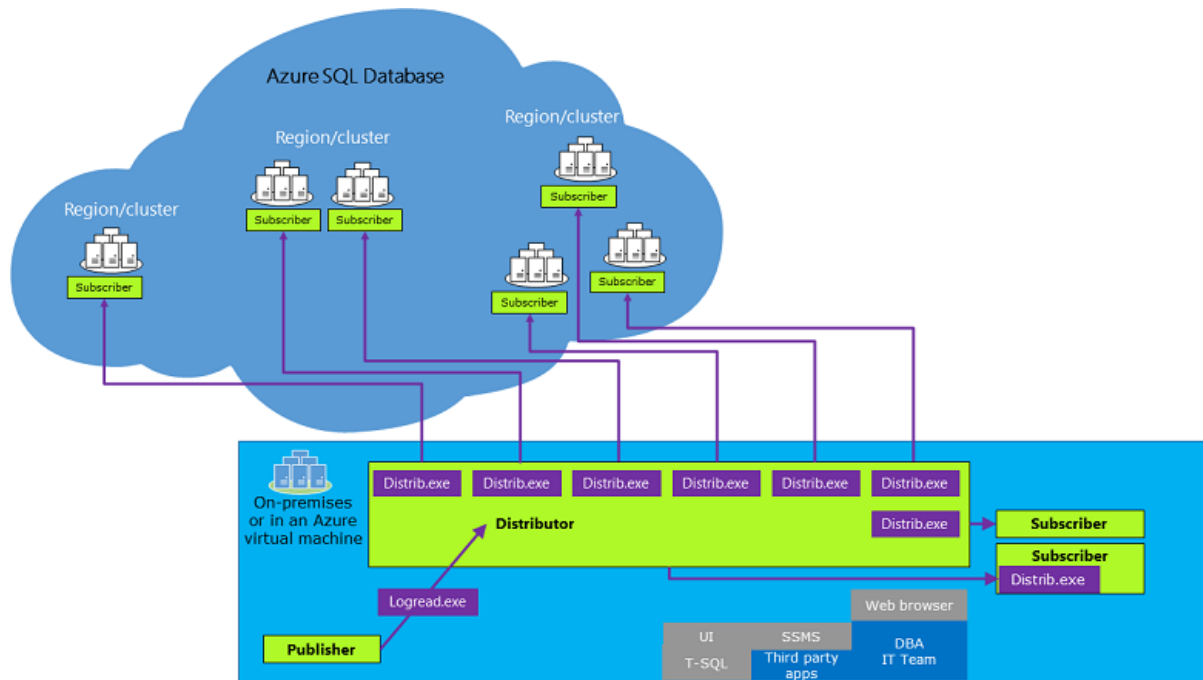 Azure SQL Database
Region/cluster
Region/cluster
Region/cluster
Subscriber
Subscriber
Subscriber
Subscriber
Subscriber
Subscriber
On-premises
or in an Azure
virtual machine
Distrib.exe
Distrib.exe
Distrib.exe
Distrib.exe
Distrib.exe
Distrib.exe
Distributor
Distrib.exe
Subscriber
Subscriber
Distrib.exe
Logread.exe
Publisher
Web browser
UI
SSMS
DBA
IT Team
T-SQL
Third party
apps